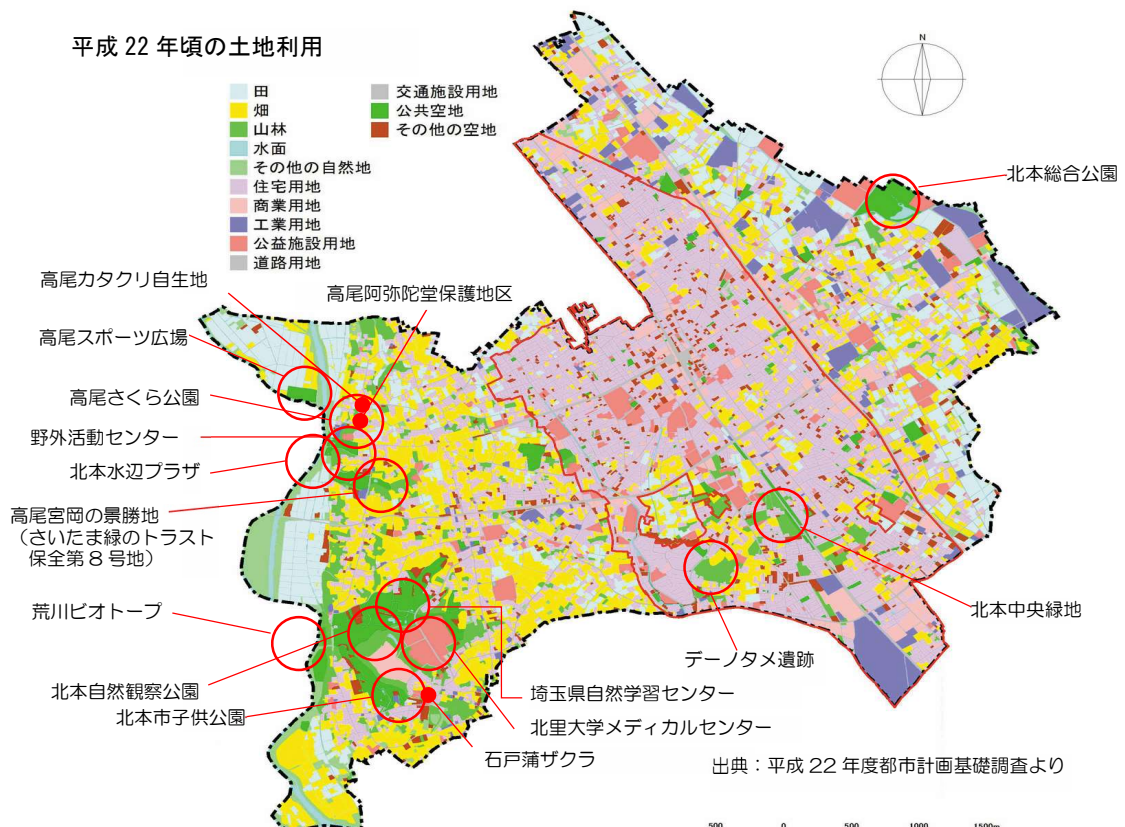 平成 22 年頃の土地利用
田
畑
山林
水面
その他の自然地
住宅用地
商業用地
工業用地
公益施設用地
道路用地
交通施設用地
公共空地
その他の空地
N
北本総合公園
高尾カタクリ自生地
高尾阿弥陀堂保護地区
高尾スポーツ広場
高尾さくら公園
野外活動センター
北本水辺プラザ
高尾宮岡の景勝地
（さいたま緑のトラスト
保全第 8 号地）
荒川ビオトープ
北本自然観察公園
北本市子供公園
石戸蒲ザクラ
北里大学メディカルセンター
埼玉県自然学習センター
デーノタメ遺跡
北本中央緑地
出典：平成 22 年度都市計画基礎調査より
500 0 500 1000 1500m